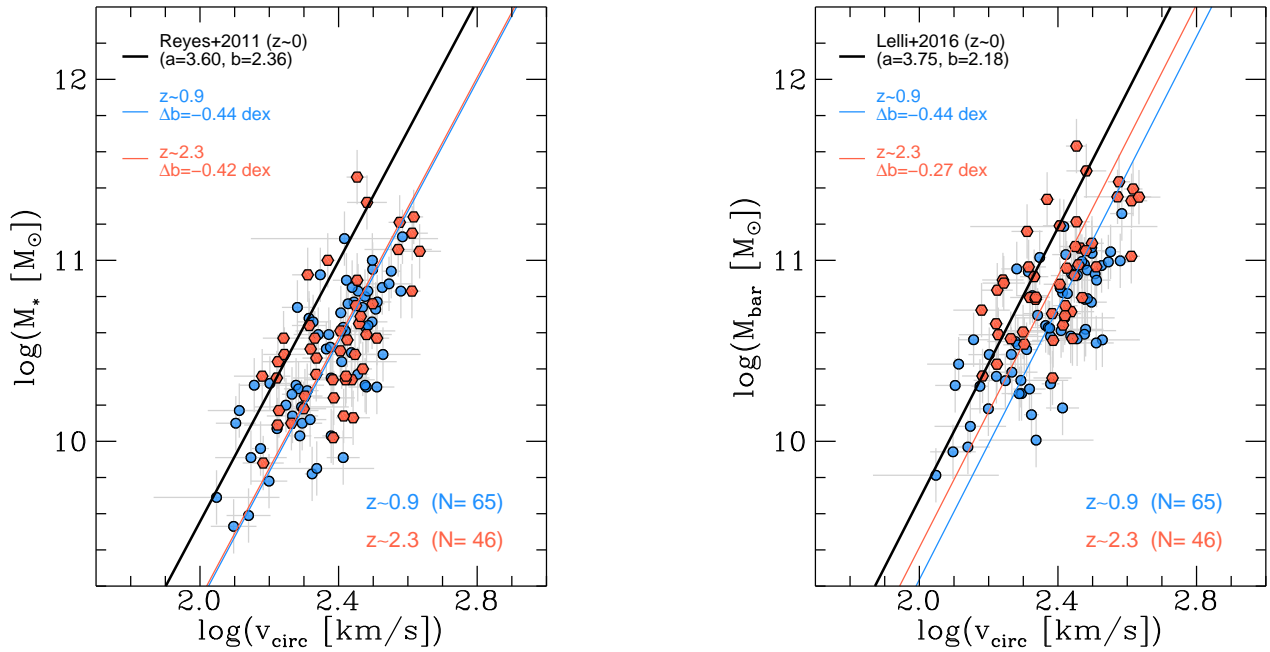 Reyes+2011 (z~0)
(a=3.60, b=2.36)
z~0.9
Δb=−0.44 dex
z~2.3
Δb=−0.42 dex
12
11
10
log(M* [M⊙])
z~0.9 (N= 65)
z~2.3 (N= 46)
2.0 2.4 2.8
log(vcirc [km/s])
Lelli+2016 (z~0)
(a=3.75, b=2.18)
z~0.9
Δb=−0.44 dex
z~2.3
Δb=−0.27 dex
12
11
10
log(Mbar [M⊙])
z~0.9 (N= 65)
z~2.3 (N= 46)
2.0 2.4 2.8
log(vcirc [km/s])